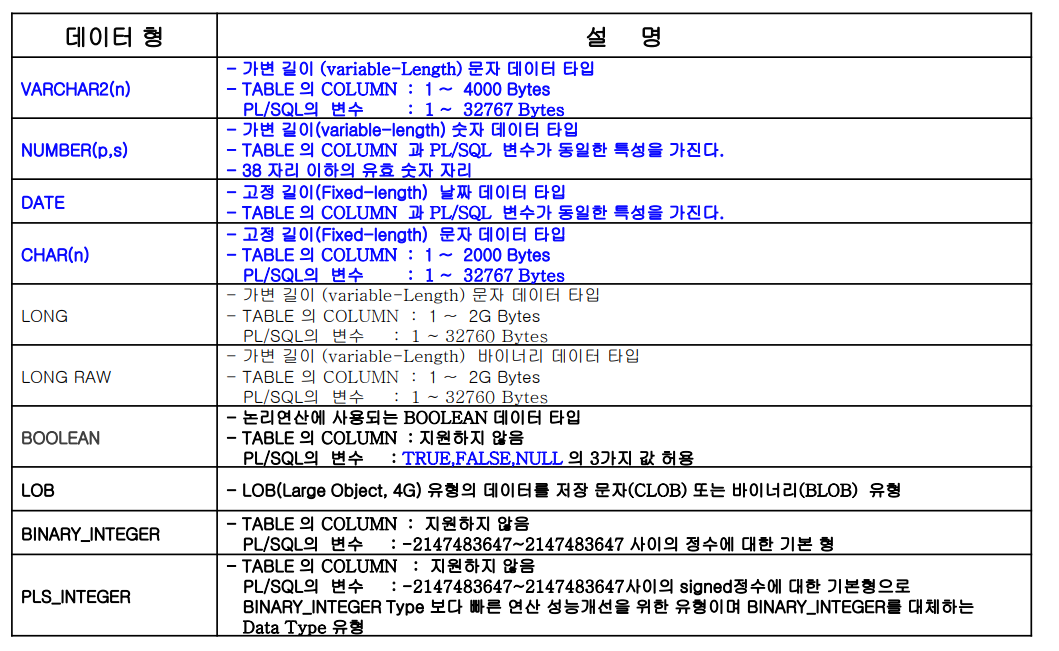 데이터 형 설 명
VARCHAR2(n)
- 가변 길이 (variable-Length) 문자 데이터 타입
- TABLE 의 COLUMN : 1 ~ 4000 Bytes
PL/SQL의 변수 : 1 ~ 32767 Bytes
NUMBER(p,s)
- 가변 길이(variable-length) 숫자 데이터 타입
- TABLE 의 COLUMN 과 PL/SQL 변수가 동일한 특성을 가진다.
- 38 자리 이하의 유효 숫자 자리
DATE
- 고정 길이(Fixed-length) 날짜 데이터 타입
- TABLE 의 COLUMN 과 PL/SQL 변수가 동일한 특성을 가진다.
CHAR(n)
- 고정 길이(Fixed-length) 문자 데이터 타입
- TABLE 의 COLUMN : 1 ~ 2000 Bytes
PL/SQL의 변수 : 1 ~ 32767 Bytes
LONG
- 가변 길이 (variable-Length) 문자 데이터 타입
- TABLE 의 COLUMN : 1 ~ 2G Bytes
PL/SQL의 변수 : 1 ~ 32760 Bytes
LONG RAW
- 가변 길이 (variable-Length) 바이너리 데이터 타입
- TABLE 의 COLUMN : 1 ~ 2G Bytes
PL/SQL의 변수 : 1 ~ 32760 Bytes
BOOLEAN
- 논리연산에 사용되는 BOOLEAN 데이터 타입
- TABLE 의 COLUMN : 지원하지 않음
PL/SQL의 변수 : TRUE,FALSE,NULL 의 3가지 값 허용
LOB
- LOB(Large Object, 4G) 유형의 데이터를 저장 문자(CLOB) 또는 바이너리(BLOB) 유형
BINARY_INTEGER
- TABLE 의 COLUMN : 지원하지 않음
PL/SQL의 변수 : -2147483647~2147483647 사이의 정수에 대한 기본 형
PLS_INTEGER
- TABLE 의 COLUMN : 지원하지 않음
PL/SQL의 변수 : -2147483647~2147483647사이의 signed정수에 대한 기본형으로
BINARY_INTEGER Type 보다 빠른 연산 성능개선을 위한 유형이며 BINARY_INTEGER를 대체하는
Data Type 유형